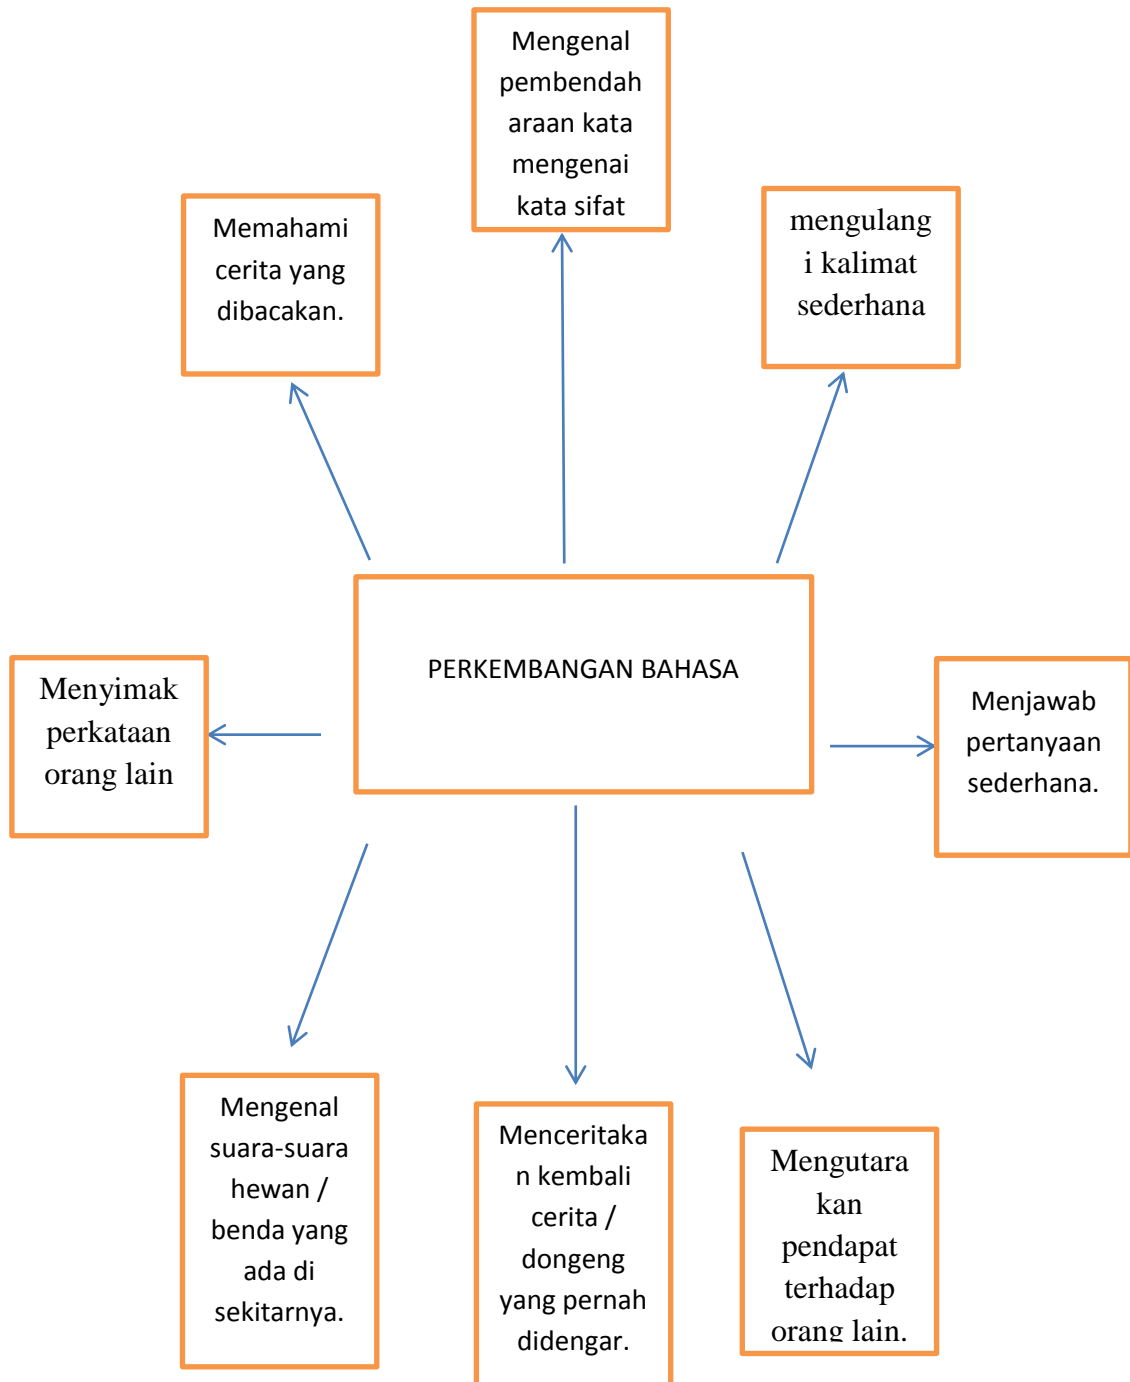 Mengenal
pembendah
araan kata
mengenai
kata sifat
Memahami
cerita yang
dibacakan.
mengulang
i kalimat
sederhana
PERKEMBANGAN BAHASA
Menyimak
perkataan
orang lain
Menjawab
pertanyaan
sederhana.
Mengenal
suara-suara
hewan /
benda yang
ada di
sekitarnya.
Menceritaka
n kembali
cerita /
dongeng
yang pernah
didengar.
Mengutara
kan
pendapat
terhadap
orang lain.